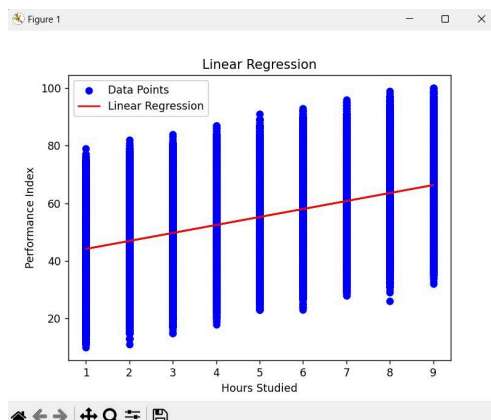 Figure 1
Linear Regression
Data Points
Linear Regression
100
80
60
40
20
Performance Index
1 2 3 4 5 6 7 8 9
Hours Studied